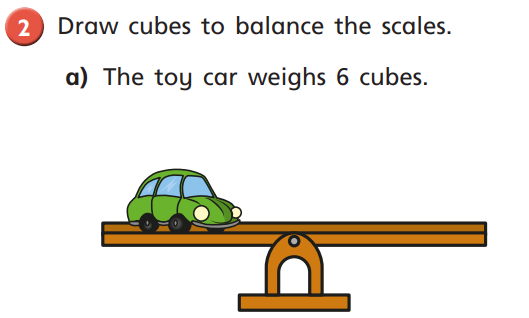 2 Draw cubes to balance the scales.
a) The toy car weighs 6 cubes.